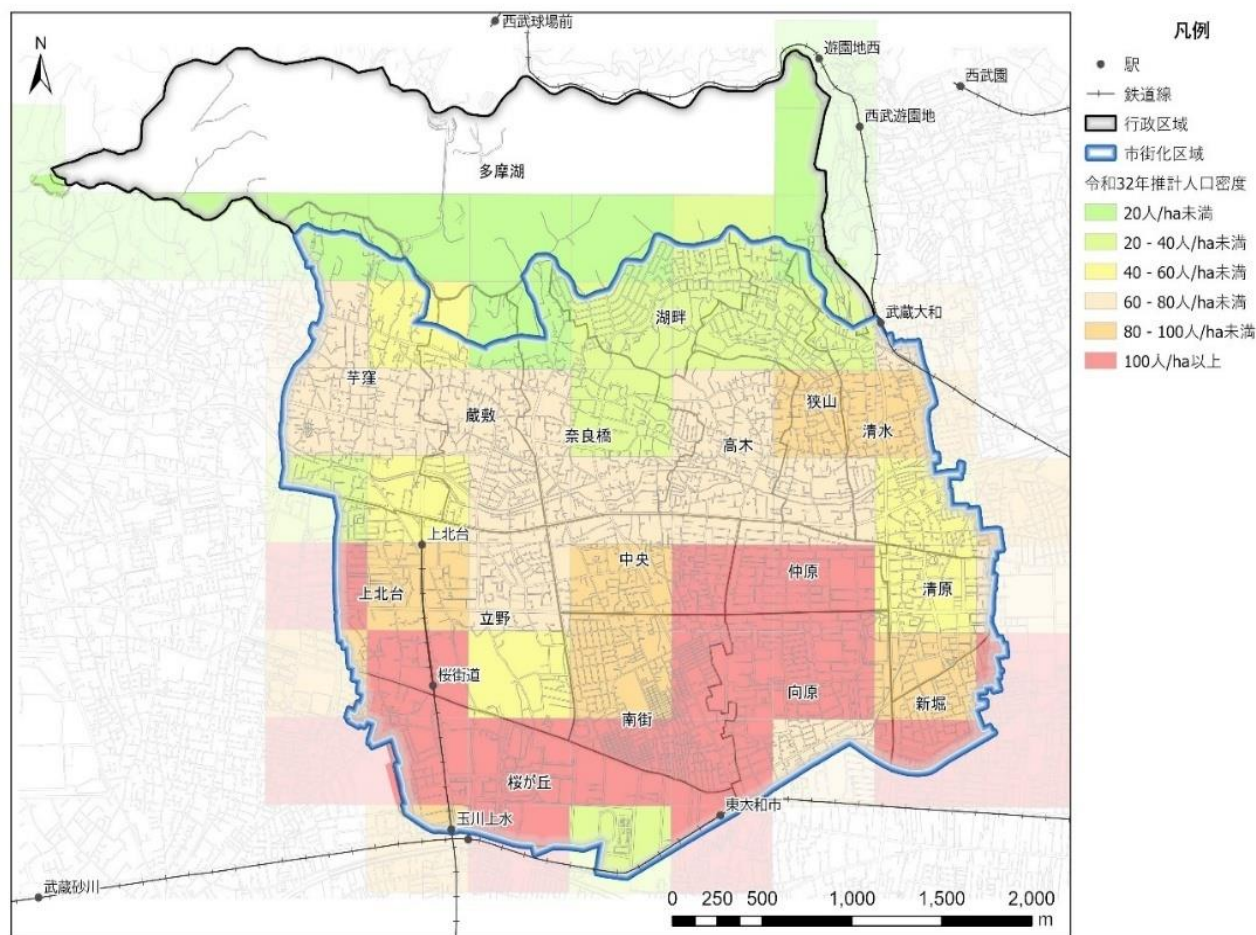 西武球場前
遊園地西
西武園
西武遊園地
N
多摩湖
武蔵大和
湖畔
芋窪
蔵敷
奈良橋
高木
狭山
清水
上北台
上北台
立野
中央
仲原
清原
桜街道
南街
向原
新堀
桜が丘
玉川上水
東大和市
武蔵砂川
0 250 500 1,000 1,500 2,000
m
凡例
駅
鉄道線
行政区域
市街化区域
令和32年推計人口密度
20人/ha未満
20 - 40人/ha未満
40 - 60人/ha未満
60 - 80人/ha未満
80 - 100人/ha未満
100人/ha以上